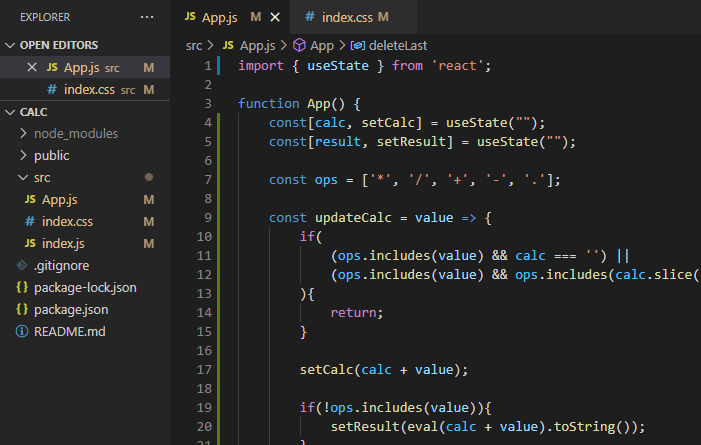 EXPLORER ...
OPEN EDITORS
JS App.js src M
# index.css src M
CALC
node_modules
public
src
JS App.js M
# index.css M
JS index.js M
.gitignore
{} package-lock.json
{} package.json
README.md
JS App.js M
# index.css M
src > JS App.js > App > deleteLast
1 import { useState } from 'react';
2
3 function App() {
4 const[calc, setCalc] = useState("");
5 const[result, setResult] = useState("");
6
7 const ops = ['*', '/', '+', '-', '.'];
8
9 const updateCalc = value => {
10 if(
11 (ops.includes(value) && calc === '') ||
12 (ops.includes(value) && ops.includes(calc.slice(
13 ){
14 return;
15 }
16
17 setCalc(calc + value);
18
19 if(!ops.includes(value)){
20 setResult(eval(calc + value).toString());
21 }